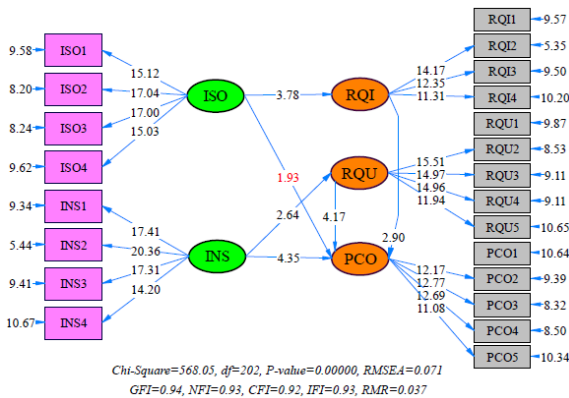 RQI1 9.57
9.58 ISO1 RQI2 5.35
15.12 14.17
8.20 ISO2 17.04 ISO 3.78 RQI 12.35 RQI3 9.50
11.31 RQI4 10.20
17.00
8.24 ISO3 15.03 RQU1 9.87
15.51 RQU2 8.53
9.62 ISO4 1.93 RQU 14.97 RQU3 9.11
14.96
9.34 INS1 11.94 RQU4 9.11
17.41 2.64 4.17 RQU5 10.65
5.44 INS2 20.36 2.90
INS 4.35 PCO PCO1 10.64
9.41 INS3 17.31 12.17 PCO2 9.39
14.20 12.77
12.69 PCO3 8.32
10.67 INS4 11.08 PCO4 8.50
PCO5 10.34
Chi-Square=568.05, df=202, P-value=0.00000, RMSEA=0.071
GFI=0.94, NFI=0.93, CFI=0.92, IFI=0.93, RMR=0.037